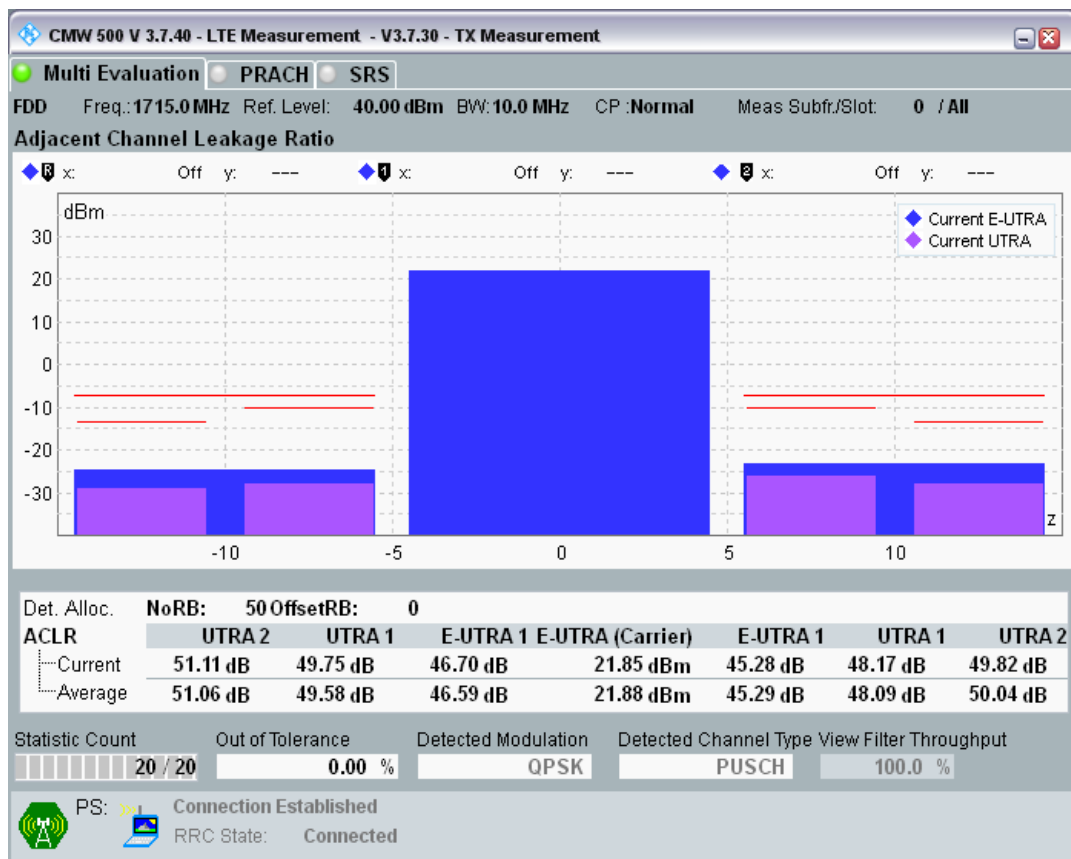 CMW 500 V 3.7.40 - LTE Measurement - V3.7.30 - TX Measurement
Multi Evaluation PRACH SRS
FDD Freq.:1715.0 MHz Ref. Level: 40.00 dBm BW:10.0 MHz CP :Normal Meas Subfr./Slot: 0 / All
Adjacent Channel Leakage Ratio
R x: Off y: --- 1 x: Off y: --- 2 x: Off y: ---
dBm
Current E-UTRA
Current UTRA
30
20
10
0
-10
-20
-30
z
-10 -5 0 5 10
Det. Alloc. NoRB: 50 OffsetRB: 0
ACLR UTRA 2 UTRA 1 E-UTRA 1 E-UTRA (Carrier) E-UTRA 1 UTRA 1 UTRA 2
Current 51.11 dB 49.75 dB 46.70 dB 21.85 dBm 45.28 dB 48.17 dB 49.82 dB
Average 51.06 dB 49.58 dB 46.59 dB 21.88 dBm 45.29 dB 48.09 dB 50.04 dB
Statistic Count Out of Tolerance Detected Modulation Detected Channel Type View Filter Throughput
20 / 20 0.00 % QPSK PUSCH 100.0 %
PS: Connection Established
RRC State: Connected